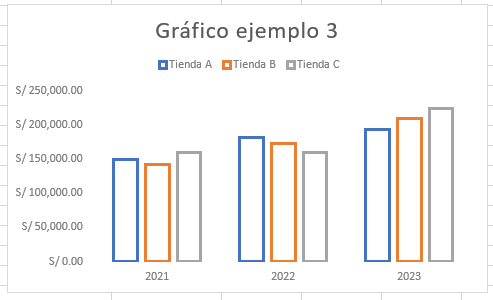 Gráfico ejemplo 3
Tienda A Tienda B Tienda C
S/ 250,000.00
S/ 200,000.00
S/ 150,000.00
S/ 100,000.00
S/ 50,000.00
S/ 0.00
2021 2022 2023